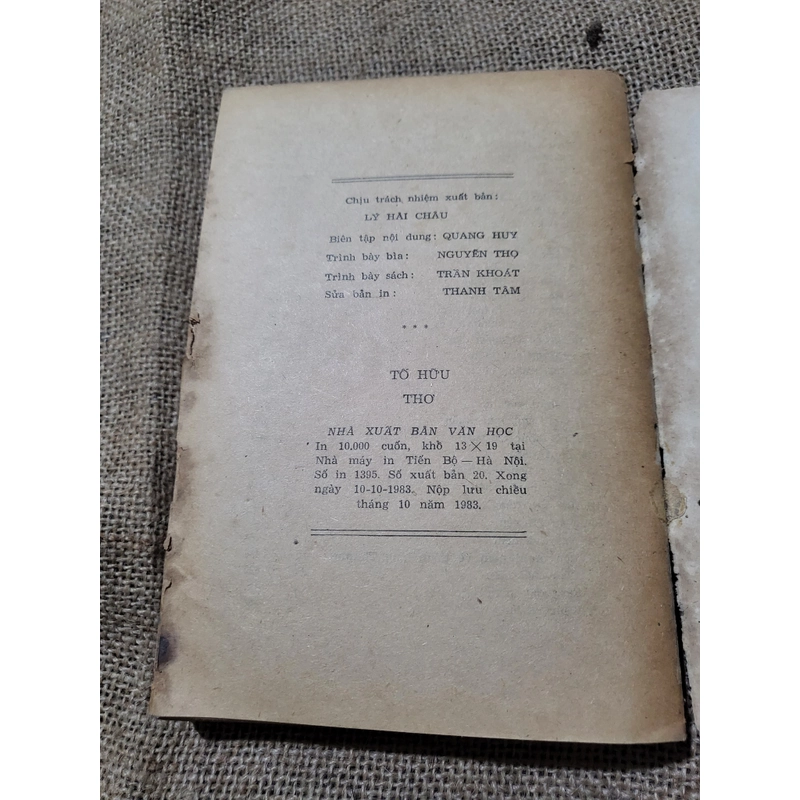 Chịu trách nhiệm xuất bản:
LÝ HẢI CHÂU
Biên tập nội dung: QUANG HUY
Trình bày bìa: NGUYÊN THỌ
Trình bày sách: TRẦN KHOÁT
Sửa bản in: THANH TÂM
* * *
TỐ HỮU
THƠ
NHÀ XUẤT BẢN VĂN HỌC
In 10,000 cuốn, khổ 13×19 tại
Nhà máy in Tiến Bộ — Hà Nội.
Số in 1395. Số xuất bản 20. Xong
ngày 10-10-1983. Nộp lưu chiều
tháng 10 năm 1983.